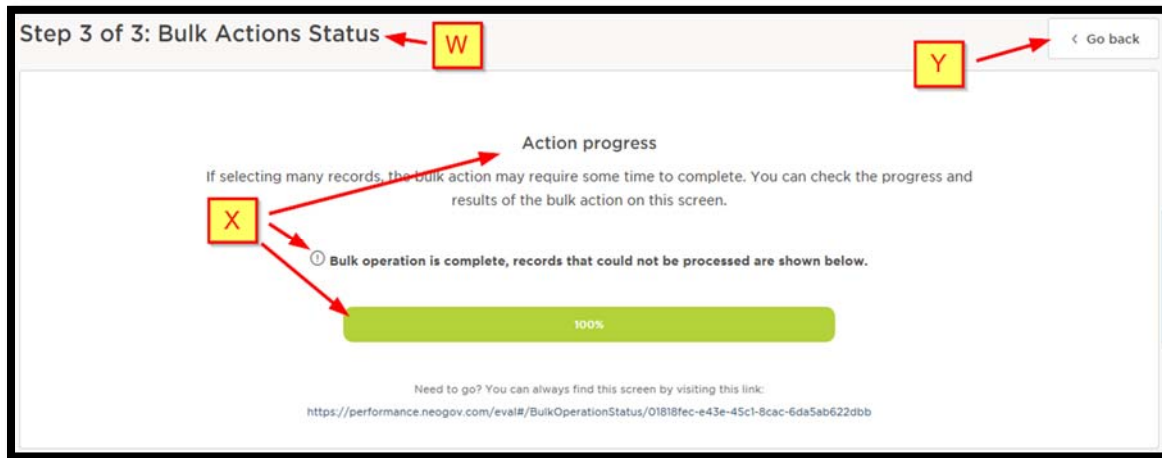 Step 3 of 3: Bulk Actions Status
W
Y
< Go back
Action progress
If selecting many records, the bulk action may require some time to complete. You can check the progress and
results of the bulk action on this screen.
X
Bulk operation is complete, records that could not be processed are shown below.
100%
Need to go? You can always find this screen by visiting this link:
https://performance.neogov.com/eval#/BulkOperationStatus/01818fec-e43e-45c1-8cac-6da5ab622dbb